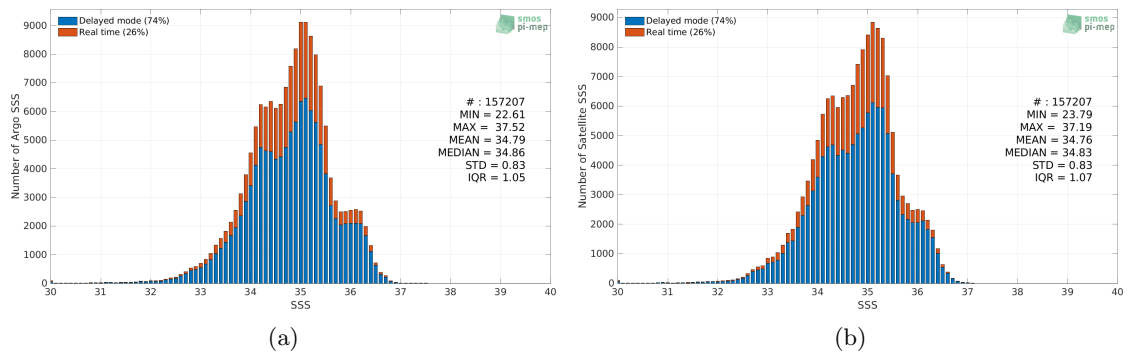 Delayed mode (74%)
Real time (26%)
smos
pi-mep
Number of Argo SSS
9000
8000
7000
6000
5000
4000
3000
2000
1000
0
# : 157207
MIN = 22.61
MAX = 37.52
MEAN = 34.79
MEDIAN = 34.86
STD = 0.83
IQR = 1.05
30 31 32 33 34 35 36 37 38 39 40
SSS
(a)
Delayed mode (74%)
Real time (26%)
smos
pi-mep
Number of Satellite SSS
9000
8000
7000
6000
5000
4000
3000
2000
1000
0
# : 157207
MIN = 23.79
MAX = 37.19
MEAN = 34.76
MEDIAN = 34.83
STD = 0.83
IQR = 1.07
30 31 32 33 34 35 36 37 38 39 40
SSS
(b)